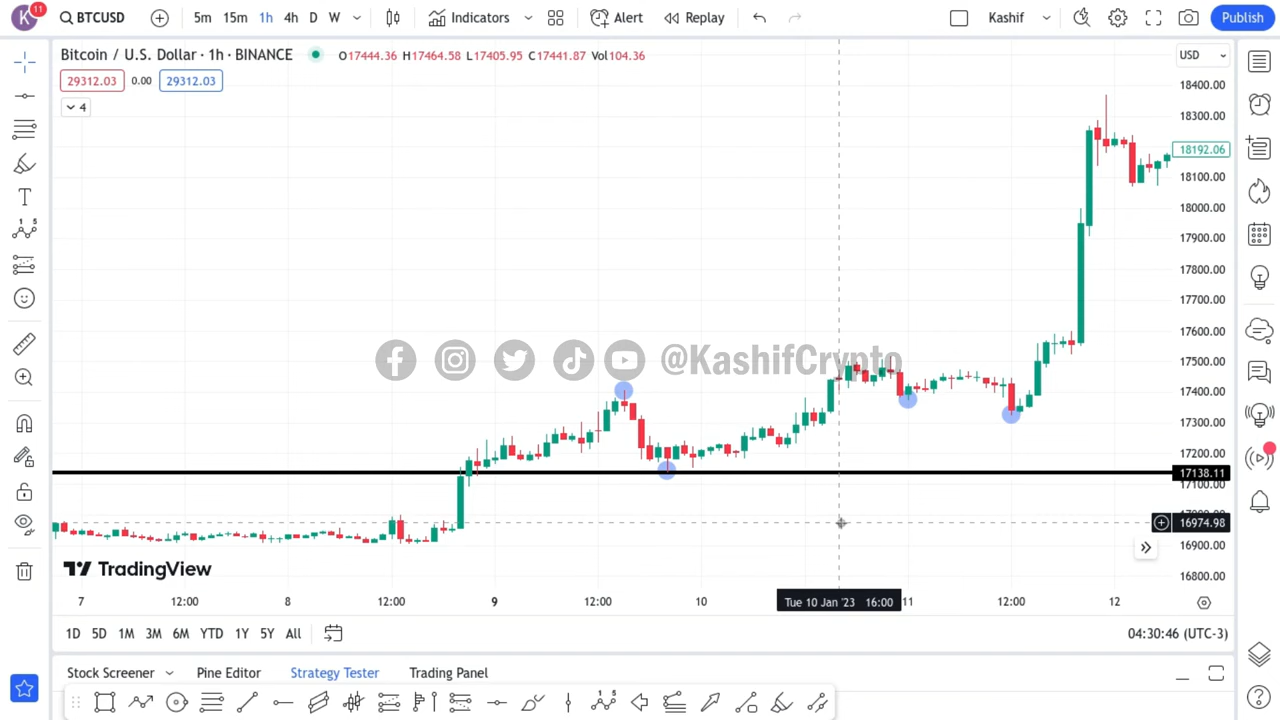 K 11 BTCUSD 5m 15m 1h 4h D W Indicators Alert Replay Kashif Publish
Bitcoin / U.S. Dollar · 1h · BINANCE O17444.36 H17464.58 L17405.95 C17441.87 Vol104.36 USD
29312.03 0.00 29312.03
4
18400.00
18300.00
18192.06
18100.00
18000.00
17900.00
17800.00
17700.00
17600.00
17500.00
@KashifCrypto
17400.00
17300.00
17200.00
17138.11
17100.00
16974.98
16900.00
16800.00
TradingView
7 12:00 8 12:00 9 12:00 10 Tue 10 Jan '23 16:00 11 12:00 12
1D 5D 1M 3M 6M YTD 1Y 5Y All 04:30:46 (UTC-3)
Stock Screener Pine Editor Strategy Tester Trading Panel